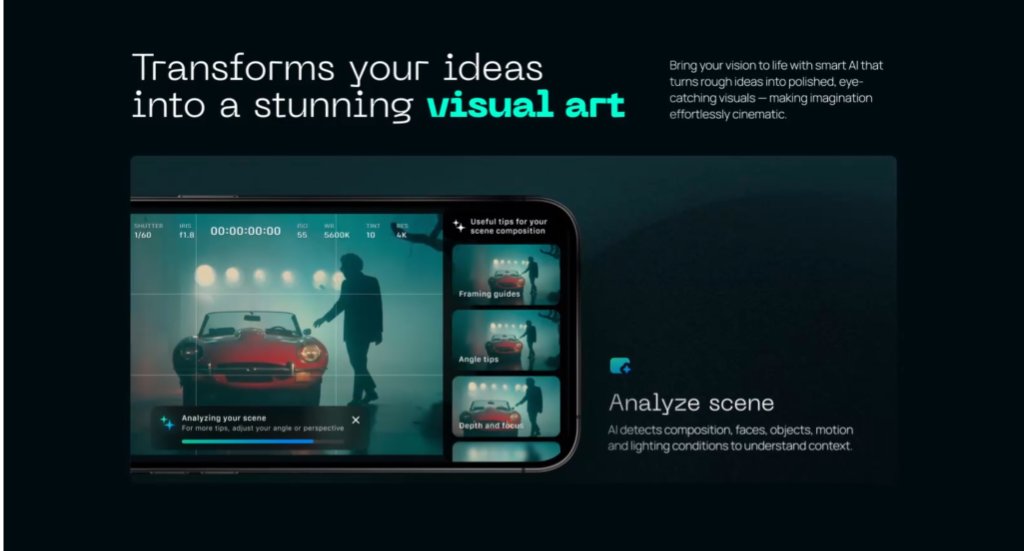 Transforms your ideas
into a stunning visual art
Bring your vision to life with smart AI that
turns rough ideas into polished, eye-
catching visuals — making imagination
effortlessly cinematic.
SHUTTER
1/60
IRIS
f1.8
00:00:00:00
ISO
55
WB
5600K
TINT
10
RES
4K
Useful tips for your
scene composition
Framing guides
Angle tips
Depth and focus
Analyzing your scene
For more tips, adjust your angle or perspective
Analyze scene
AI detects composition, faces, objects, motion
and lighting conditions to understand context.